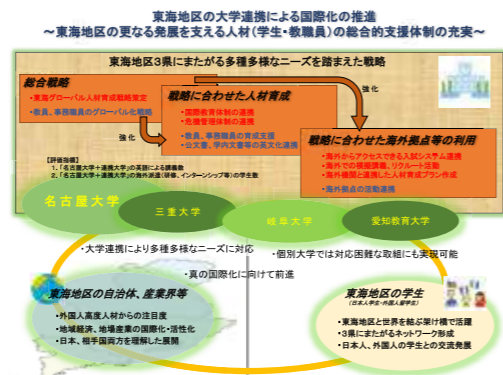 東海地区の大学連携による国際化の推進
～東海地区の更なる発展を支える人材(学生・教職員)の総合的支援体制の充実～
東海地区3県にまたがる多種多様なニーズを踏まえた戦略
総合戦略
・東海グローバル人材育成戦略策定
・教員、事務職員のグローバル化戦略
強化
戦略に合わせた人材育成
・国際教育体制の連携
・危機管理体制の連携
・教員、事務職員の育成支援
・公文書、学内文書等の英文化連携
強化
戦略に合わせた海外拠点等の利用
・海外からアクセスできる入試システム連携
・海外での模擬講義、リクルート活動
・海外機関と連携した人材育成プラン作成
・海外拠点の活動連携
【評価指標】
1.「名古屋大学+連携大学」の英語による講義数
2.「名古屋大学+連携大学」の海外派遣(研修、インターンシップ等)の学生数
名古屋大学
三重大学
岐阜大学
愛知教育大学
・大学連携により多種多様なニーズに対応
・個別大学では対応困難な取組にも実現可能
・真の国際化に向けて前進
東海地区の自治体、産業界等
・外国人高度人材からの注目度
・地域経済、地場産業の国際化・活性化
・日本、相手国両方を理解した展開
東海地区の学生
(日本人学生・外国人留学生)
・東海地区と世界を結ぶ架け橋で活躍
・3県にまたがるネットワーク形成
・日本人、外国人の学生との交流発展